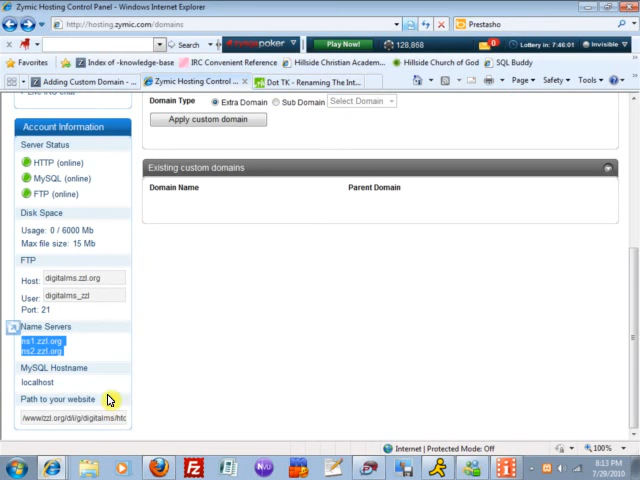 Zymic Hosting Control Panel - Windows Internet Explorer
http://hosting.zymic.com/domains
Prestasho
Search
poker
Play Now!
128,868
Lottery in: 7:46:01
Invisible
Favorites
Index of -knowledge-base
IRC Convenient Reference
Hillside Christian Academ...
Hillside Church of God
SQL Buddy
Adding Custom Domain - ...
Zymic Hosting Control ...
Dot TK - Renaming The Int...
Page
Safety
Tools
Live IRC chat
Domain Type
Extra Domain
Sub Domain
Select Domain
Apply custom domain
Account Information
Server Status
HTTP (online)
MySQL (online)
FTP (online)
Disk Space
Usage: 0 / 6000 Mb
Max file size: 15 Mb
FTP
Host: digitalms.zzl.org
User: digitalms_zzl
Port: 21
Name Servers
ns1.zzl.org
ns2.zzl.org
MySQL Hostname
localhost
Path to your website
/www/zzl.org/d/i/g/digitalms/htc
Existing custom domains
Domain Name
Parent Domain
Internet | Protected Mode: Off
100%
8:13 PM
7/29/2010